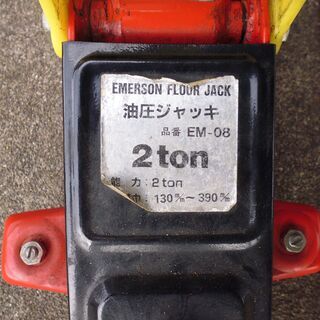 EMERSON FLOOR JACK
油圧ジャッキ
品番 EM-08
2ton
能 力：2ton
巾：130㎜～390㎜